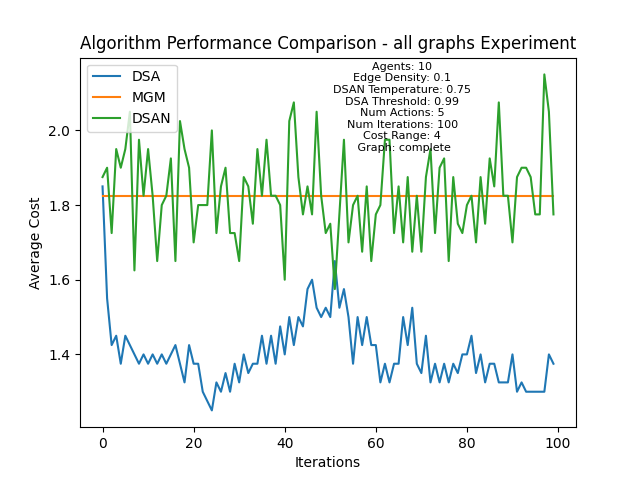 Algorithm Performance Comparison - all graphs Experiment
DSA
MGM
DSAN
Agents: 10
Edge Density: 0.1
DSAN Temperature: 0.75
DSA Threshold: 0.99
Num Actions: 5
Num Iterations: 100
Cost Range: 4
Graph: complete
Average Cost
2.0
1.8
1.6
1.4
0 20 40 60 80 100
Iterations